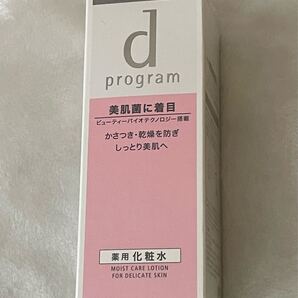 d
program
美肌菌に着目
ビューティーバイオテクノロジー搭載
かさつき・乾燥を防ぎ
しっとり美肌へ
薬用 化粧水
MOIST CARE LOTION
FOR DELICATE SKIN